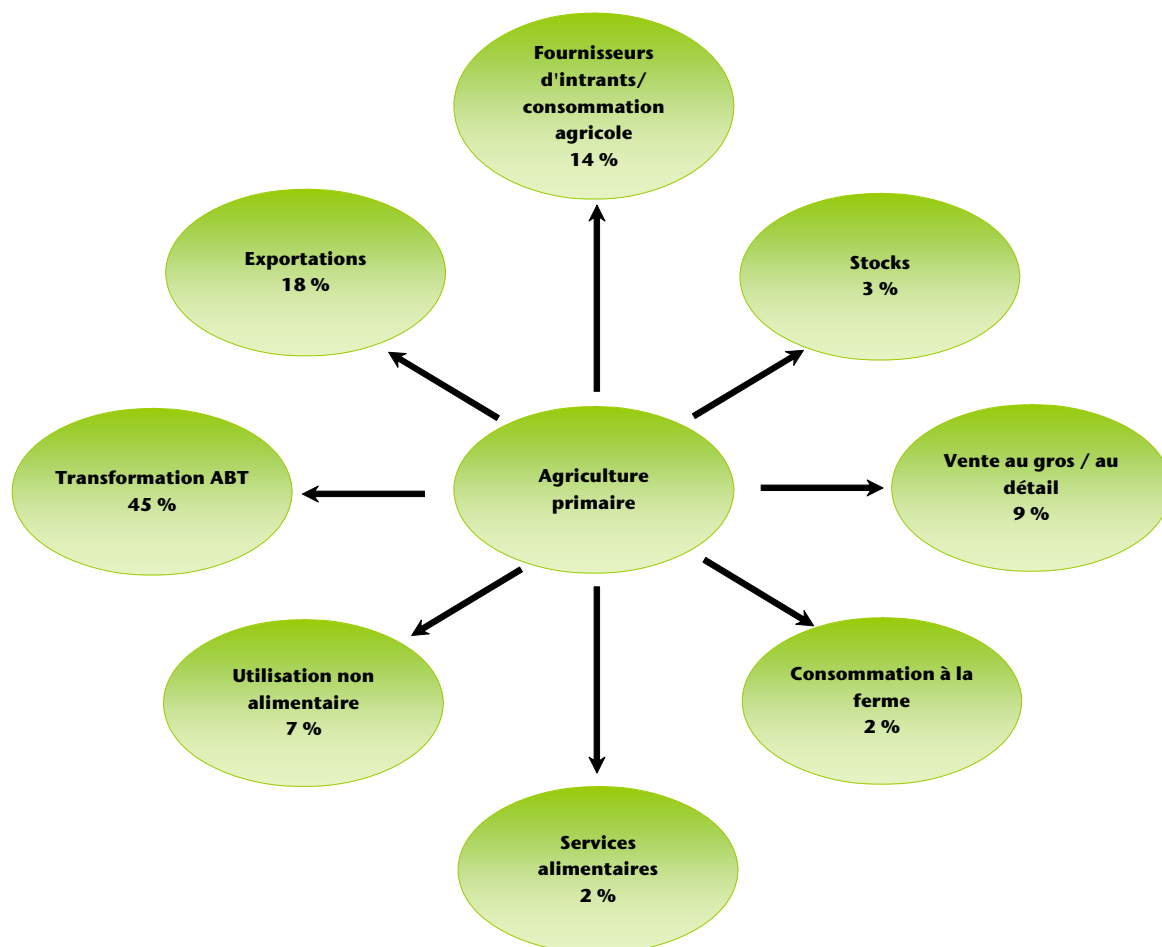 Fournisseurs
d'intrants/
consommation
agricole
14 %
Exportations
18 %
Stocks
3 %
Transformation ABT
45 %
Agriculture
primaire
Vente au gros / au
détail
9 %
Utilisation non
alimentaire
7 %
Consommation à la
ferme
2 %
Services
alimentaires
2 %